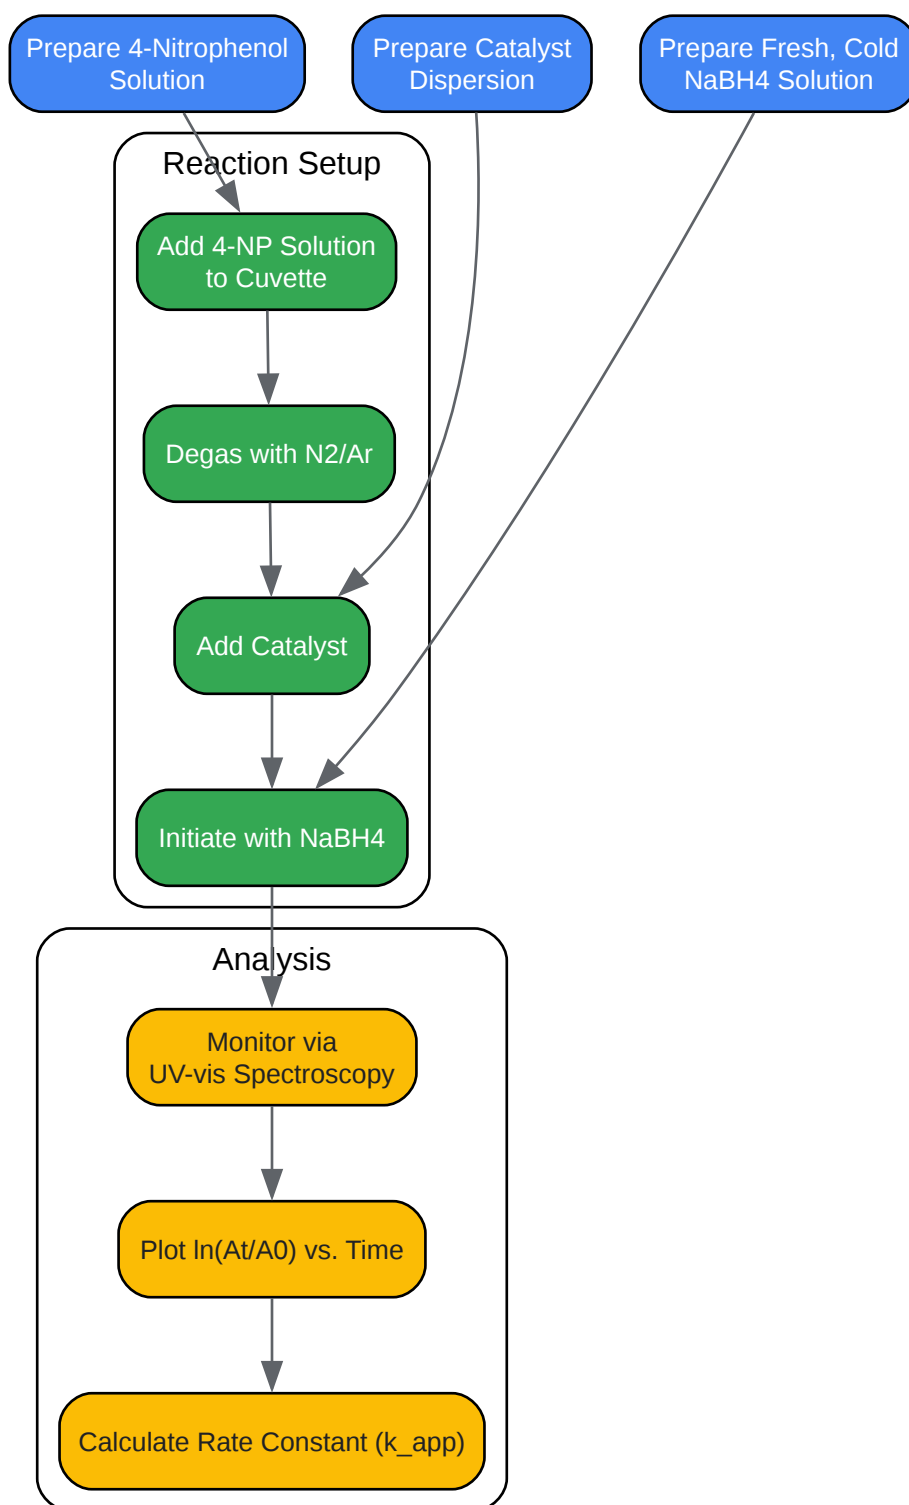 Prepare 4-Nitrophenol
Solution
Prepare Catalyst
Dispersion
Prepare Fresh, Cold
NaBH4 Solution
Reaction Setup
Add 4-NP Solution
to Cuvette
Degas with N2/Ar
Add Catalyst
Initiate with NaBH4
Analysis
Monitor via
UV-vis Spectroscopy
Plot ln(At/A0) vs. Time
Calculate Rate Constant (k_app)